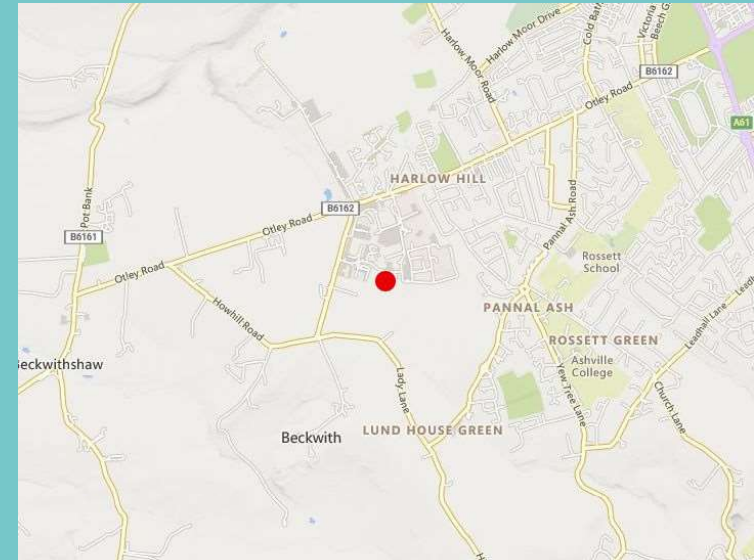 Harlow Moor Drive
Cold Bath
Victoria
Beech G
Harlow Moor Road
B6162
Otley Road
A61
HARLOW HILL
Pot Bank
B6162
Otley Road
B6161
Pannal Ash Road
Rossett
School
Otley Road
Howhill Road
PANNAL ASH
Leadhall Lane
Leadh
ROSSETT GREEN
Beckwithshaw
Ashville
College
Lady Lane
Yew Tree Lane
Church Lane
Beckwith
LUND HOUSE GREEN